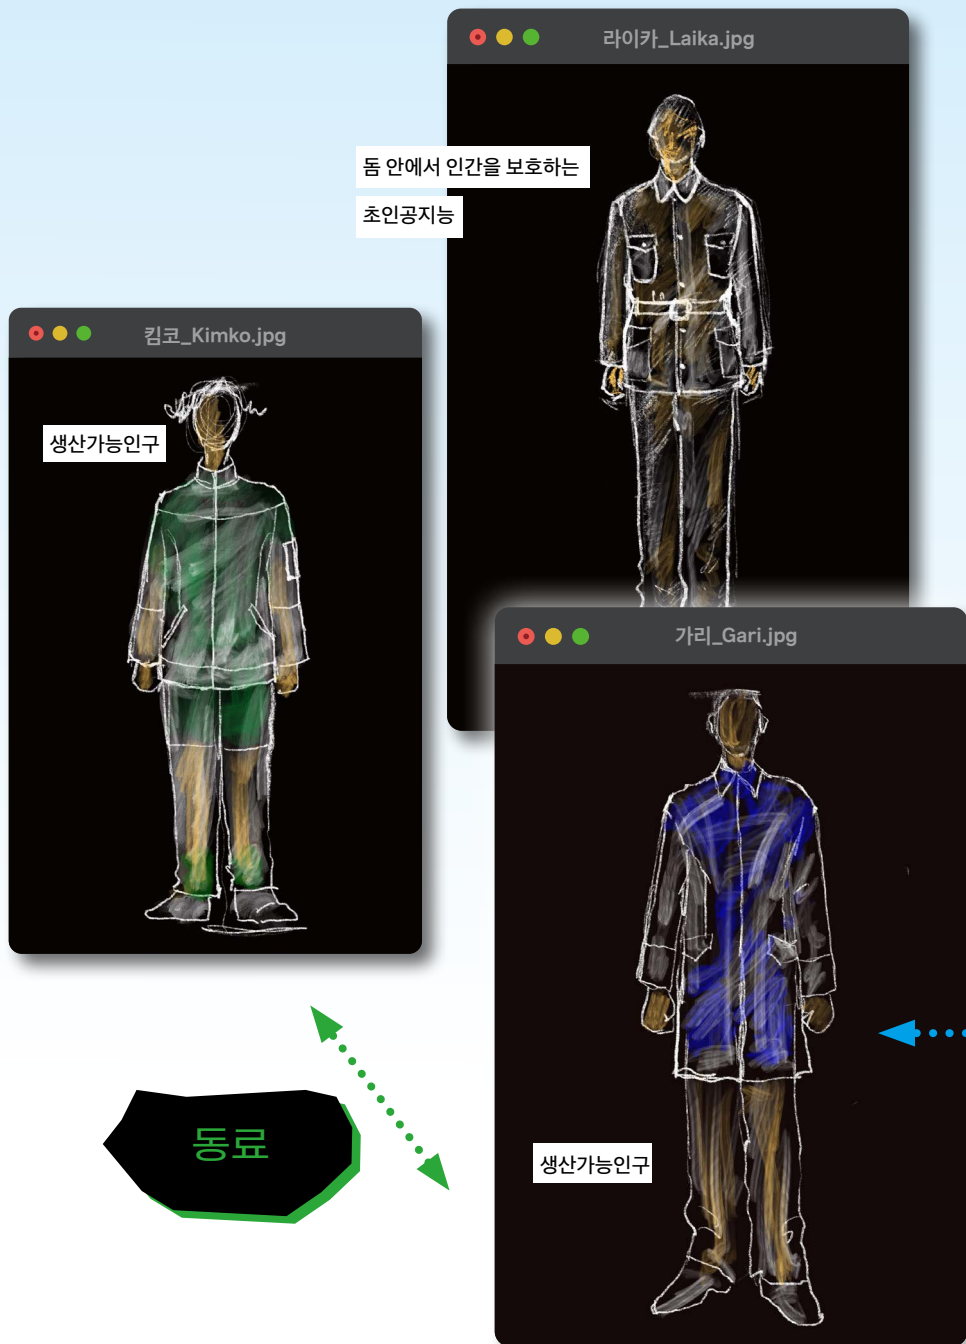 라이카_Laika.jpg
돔 안에서 인간을 보호하는
초인공지능
킴코_Kimko.jpg
생산가능인구
가리_Gari.jpg
동료
생산가능인구